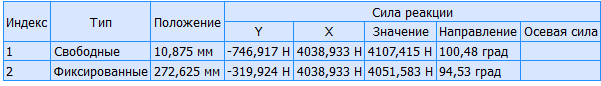 Индекс Тип Положение Сила реакции
Y X Значение Направление Осевая сила
1 Свободные 10,875 мм -746,917 Н 4038,933 Н 4107,415 Н 100,48 град
2 Фиксированные 272,625 мм -319,924 Н 4038,933 Н 4051,583 Н 94,53 град